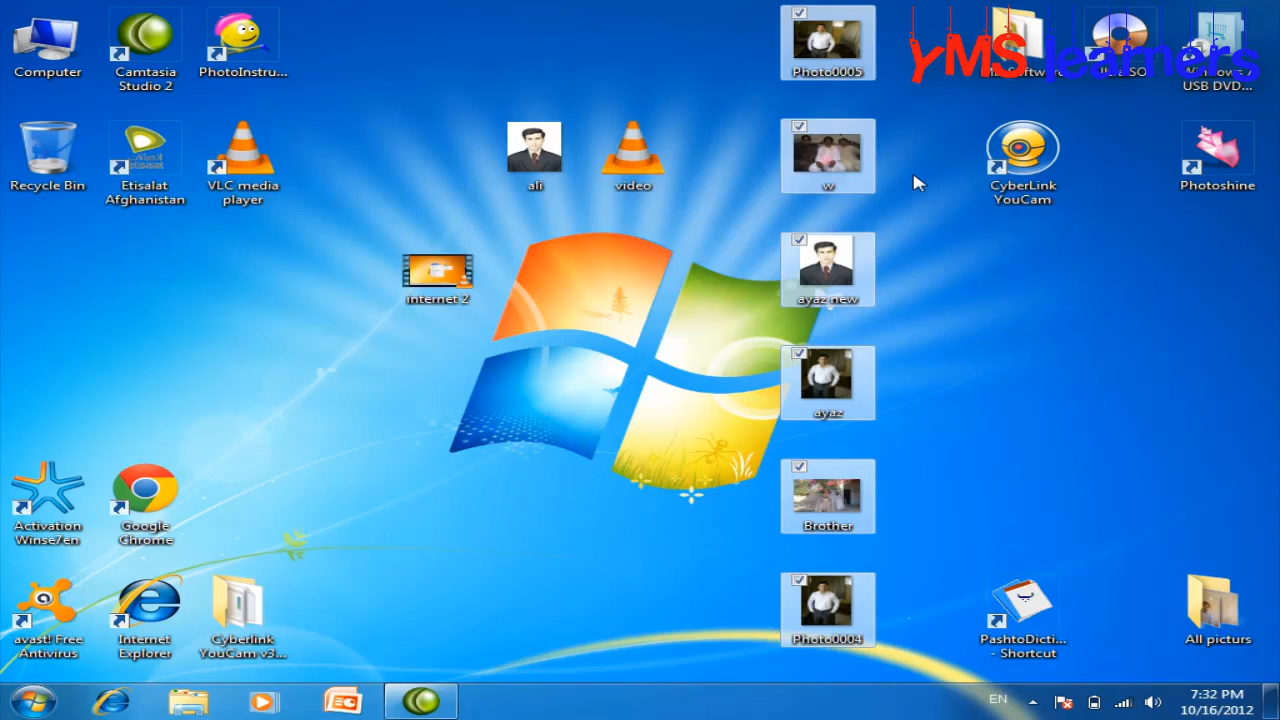 Computer
Camtasia
Studio 2
PhotoInstru...
Photo0005
YMS learners
USB DVD...
Recycle Bin
Etisalat
Afghanistan
VLC media
player
ali
video
w
CyberLink
YouCam
Photoshine
internet 2
ayaz new
ayaz
Activation
Winse7en
Google
Chrome
Brother
avast! Free
Antivirus
Internet
Explorer
Cyberlink
YouCam v3...
Photo0004
PashtoDicti...
- Shortcut
All picturs
EN
7:32 PM
10/16/2012